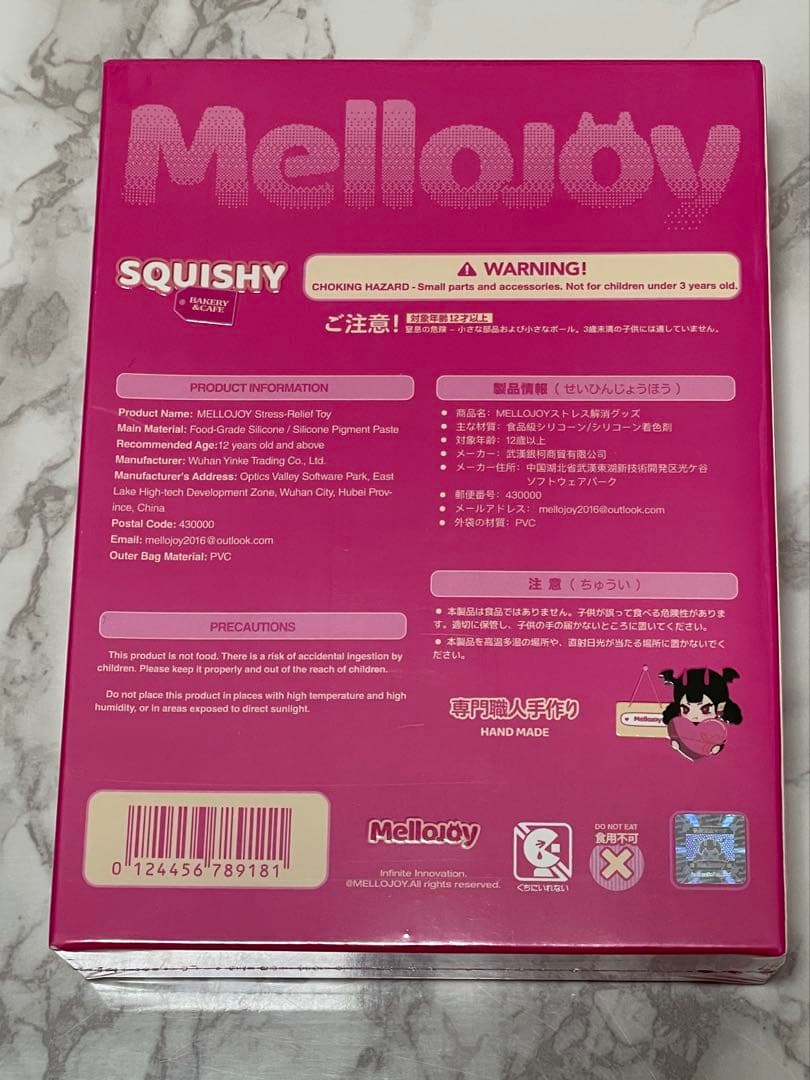 Mellojoy
SQUISHY
BAKERY
&CAFE
WARNING!
CHOKING HAZARD - Small parts and accessories. Not for children under 3 years old.
ご注意!
対象年齢12才以上
窒息の危険 – 小さな部品および小さなボール。3歳未満の子供には適していません。
PRODUCT INFORMATION
Product Name: MELLOJOY Stress-Relief Toy
Main Material: Food-Grade Silicone / Silicone Pigment Paste
Recommended Age:12 years old and above
Manufacturer: Wuhan Yinke Trading Co., Ltd.
Manufacturer's Address: Optics Valley Software Park, East
Lake High-tech Development Zone, Wuhan City, Hubei Prov-
ince, China
Postal Code: 430000
Email: mellojoy2016@outlook.com
Outer Bag Material: PVC
製品情報(せいひんじょうほう)
● 商品名: MELLOJOYストレス解消グッズ
● 主な材質: 食品級シリコーン/シリコーン着色剤
● 対象年齢: 12歳以上
● メーカー: 武漢銀柯商貿有限公司
● メーカー住所: 中国湖北省武漢東湖新技術開発区光ケ谷
ソフトウェアパーク
● 郵便番号: 430000
● メールアドレス: mellojoy2016@outlook.com
● 外袋の材質: PVC
PRECAUTIONS
This product is not food. There is a risk of accidental ingestion by
children. Please keep it properly and out of the reach of children.
Do not place this product in places with high temperature and high
humidity, or in areas exposed to direct sunlight.
注 意(ちゅうい)
● 本製品は食品ではありません。子供が誤って食べる危険性がありま
す。適切に保管し、子供の手の届かないところに置いてください。
● 本製品を高温多湿の場所や、直射日光が当たる場所に置かないでく
ださい。
専門職人手作り
HAND MADE
Mellojoy
0 124456 789181
Mellojoy
Infinite Innovation.
@MELLOJOY.All rights reserved.
くちにいれない
DO NOT EAT
食用不可